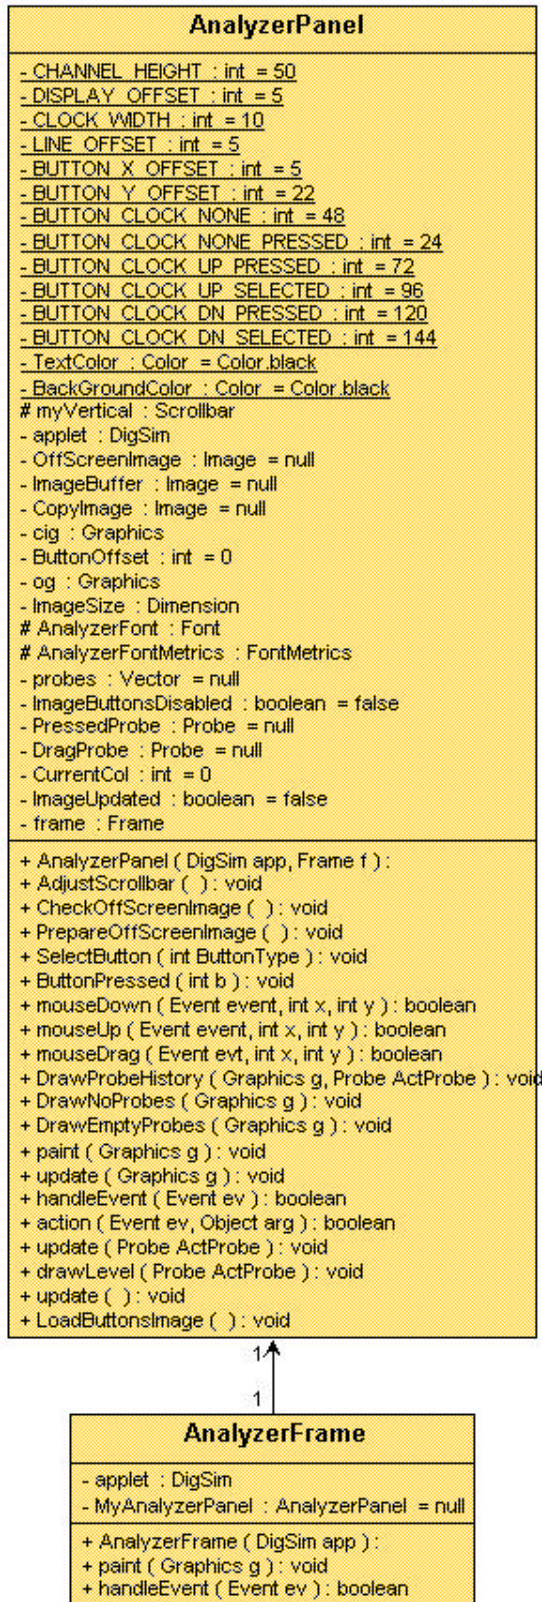 AnalyzerPanel
- CHANNEL_HEIGHT : int = 50
- DISPLAY_OFFSET : int = 5
- CLOCK_WIDTH : int = 10
- LINE_OFFSET : int = 5
- BUTTON_X_OFFSET : int = 5
- BUTTON_Y_OFFSET : int = 22
- BUTTON_CLOCK_NONE : int = 48
- BUTTON_CLOCK_NONE_PRESSED : int = 24
- BUTTON_CLOCK_UP_PRESSED : int = 72
- BUTTON_CLOCK_UP_SELECTED : int = 96
- BUTTON_CLOCK_DN_PRESSED : int = 120
- BUTTON_CLOCK_DN_SELECTED : int = 144
- TextColor : Color = Color.black
- BackGroundColor : Color = Color.black
# myVertical : Scrollbar
- applet : DigSim
- OffScreenImage : Image = null
- ImageBuffer : Image = null
- CopyImage : Image = null
- cig : Graphics
- ButtonOffset : int = 0
- og : Graphics
- ImageSize : Dimension
# AnalyzerFont : Font
# AnalyzerFontMetrics : FontMetrics
- probes : Vector = null
- ImageButtonsDisabled : boolean = false
- PressedProbe : Probe = null
- DragProbe : Probe = null
- CurrentCol : int = 0
- ImageUpdated : boolean = false
- frame : Frame
+ AnalyzerPanel ( DigSim app, Frame f ) :
+ AdjustScrollbar ( ) : void
+ CheckOffScreenImage ( ) : void
+ PrepareOffScreenImage ( ) : void
+ SelectButton ( int ButtonType ) : void
+ ButtonPressed ( int b ) : void
+ mouseDown ( Event event, int x, int y ) : boolean
+ mouseUp ( Event event, int x, int y ) : boolean
+ mouseDrag ( Event evt, int x, int y ) : boolean
+ DrawProbeHistory ( Graphics g, Probe ActProbe ) : void
+ DrawNoProbes ( Graphics g ) : void
+ DrawEmptyProbes ( Graphics g ) : void
+ paint ( Graphics g ) : void
+ update ( Graphics g ) : void
+ handleEvent ( Event ev ) : boolean
+ action ( Event ev, Object arg ) : boolean
+ update ( Probe ActProbe ) : void
+ drawLevel ( Probe ActProbe ) : void
+ update ( ) : void
+ LoadButtonsImage ( ) : void
1
1
AnalyzerFrame
- applet : DigSim
- MyAnalyzerPanel : AnalyzerPanel = null
+ AnalyzerFrame ( DigSim app ) :
+ paint ( Graphics g ) : void
+ handleEvent ( Event ev ) : boolean